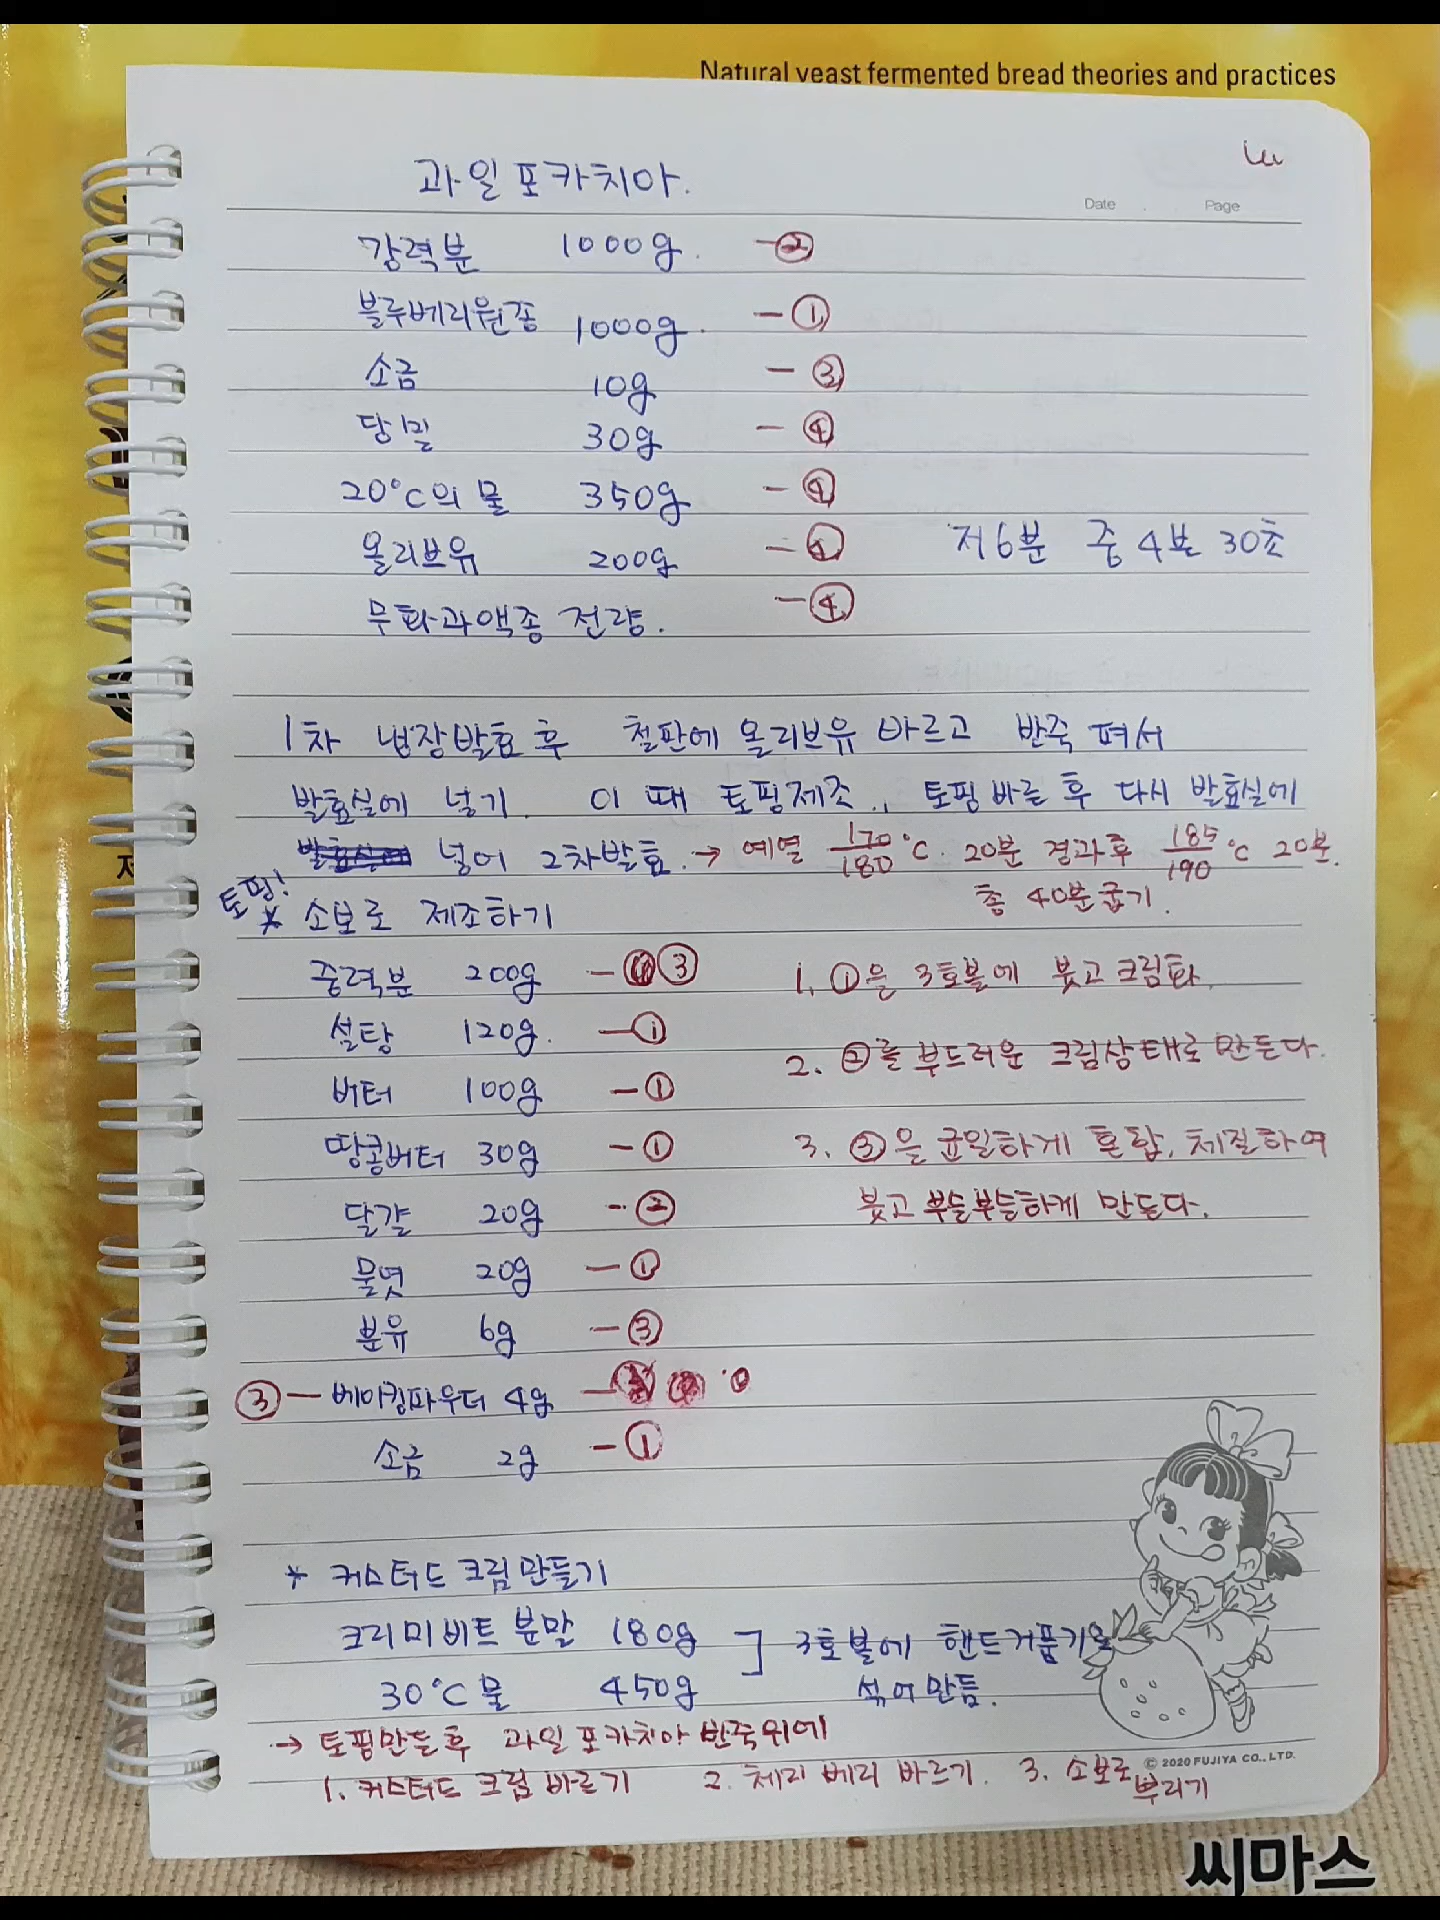 Natural yeast fermented bread theories and practices
과일포카치아.
Date . Page
강력분 1000g. -②
블루베리원종 1000g. -①
소금 10g -③
당밀 30g -④
20°C의 물 350g -④
올리브유 200g -④
저6분 중4분 30초
무화과액종 전량. -④
1차 냉장발효 후 철판에 올리브유 바르고 반죽 펴서
발효실에 넣기. 이 때 토핑제조., 토핑 바른 후 다시 발효실에
넣어 2차발효. → 예열 170/180°C. 20분 경과후 185/190°C 20분.
총 40분굽기.
토핑!
* 소보로 제조하기
중력분 200g -③
설탕 120g. -①
버터 100g -①
땅콩버터 30g -①
달걀 20g -②
물엿 20g -①
분유 6g -③
③- 베이킹파우더 4g -
소금 2g -①
1. ①을 3호볼에 붓고 크림화.
2. ②를 부드러운 크림상태로 만든다.
3. ③을 균일하게 혼합, 체질하여
붓고 부슬부슬하게 만든다.
* 커스터드 크림만들기
크리미비트 분말 180g ] 3호볼에 핸드거품기로
30°C 물 450g 섞어만듬.
→ 토핑만든후 과일 포카치아 반죽위에
1. 커스터드 크림 바르기 2. 체리 베리 바르기. 3. 소보로 뿌리기
© 2020 FUJIYA CO., LTD.
씨마스